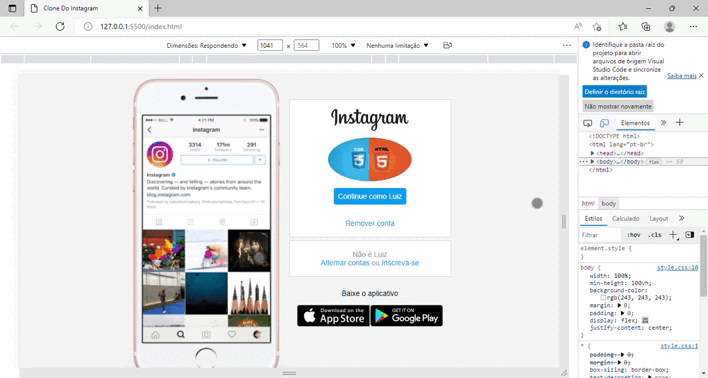 Clone Do Instagram
127.0.0.1:5500/index.html
Dimensões: Respondendo 1041 × 564 100% Nenhuma limitação
4:21 PM
instagram
3314 171m 291
FOLLOW
Instagram
Discovering — and telling — stories from around the
world. Curated by Instagram's community team.
blog.instagram.com
Instagram
CSS 3 HTML 5
Continue como Luiz
Remover conta
Não é Luiz
Alternar contas ou Inscreva-se
Baixe o aplicativo
Download on the App Store
GET IT ON Google Play
Identifique a pasta raiz do
projeto para abrir
arquivos de origem Visual
Studio Code e sincronize
as alterações.
Saiba mais
Definir o diretório raiz
Não mostrar novamente
Elementos
<!DOCTYPE html>
<html lang="pt-br">
<head>…</head>
<body>…</body> flex == $0
</html>
html body
Estilos Calculado Layout
Filtrar :hov .cls
element.style {
}
body { style.css:10
width: 100%;
min-height: 100vh;
background-color:
rgb(243, 243, 243);
margin: 0;
padding: 0;
display: flex;
justify-content: center;
}
* { style.css:1
padding: 0;
margin: 0;
box-sizing: border-box;
text-decoration: none;